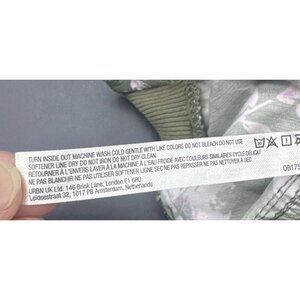 TURN INSIDE OUT MACHINE WASH COLD GENTLE WITH LIKE COLORS DO NOT BLEACH DO NOT USE
SOFTENER LINE DRY DO NOT IRON DO NOT DRY CLEAN
RETOURNER À L'ENVERS LAVER À LA MACHINE À L'EAU FROIDE AVEC COULEURS SIMILAIRES CYCLE DÉLICAT
NE PAS BLANCHIR NE PAS UTILISER SOFTENER LIGNE SEC NE PAS REPASSER NE PAS NETTOYER À SEC
URBN UK Ltd. 146 Brick Lane, London E1 6RU
Leidsestraat 32, 1017 PB Amsterdam, Netherlands
30
0B175